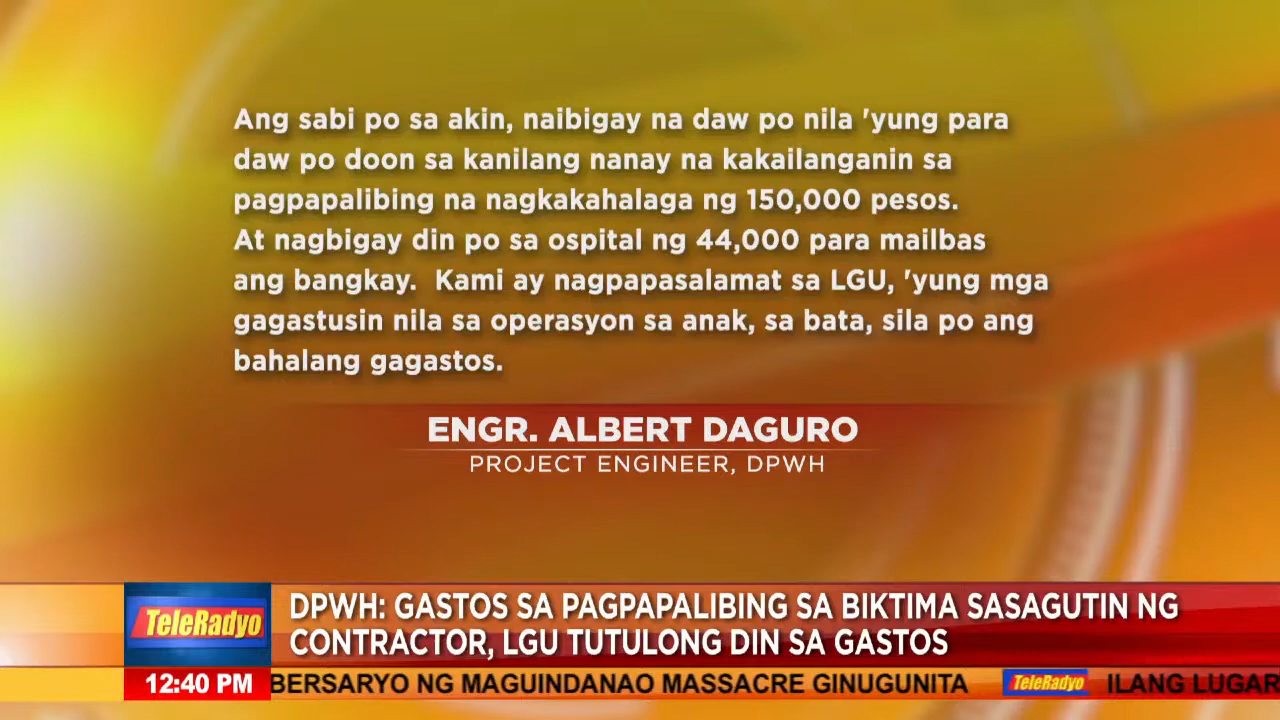 Ang sabi po sa akin, naibigay na daw po nila 'yung para
daw po doon sa kanilang nanay na kakailanganin sa
pagpapalibing na nagkakahalaga ng 150,000 pesos.
At nagbigay din po sa ospital ng 44,000 para mailbas
ang bangkay.  Kami ay nagpapasalamat sa LGU, 'yung mga
gagastusin nila sa operasyon sa anak, sa bata, sila po ang
bahalang gagastos.
ENGR. ALBERT DAGURO
PROJECT ENGINEER, DPWH
TeleRadyo
DPWH: GASTOS SA PAGPAPALIBING SA BIKTIMA SASAGUTIN NG
CONTRACTOR, LGU TUTULONG DIN SA GASTOS
12:40 PM
BERSARYO NG MAGUINDANAO MASSACRE GINUGUNITA TeleRadyo ILANG LUGAR